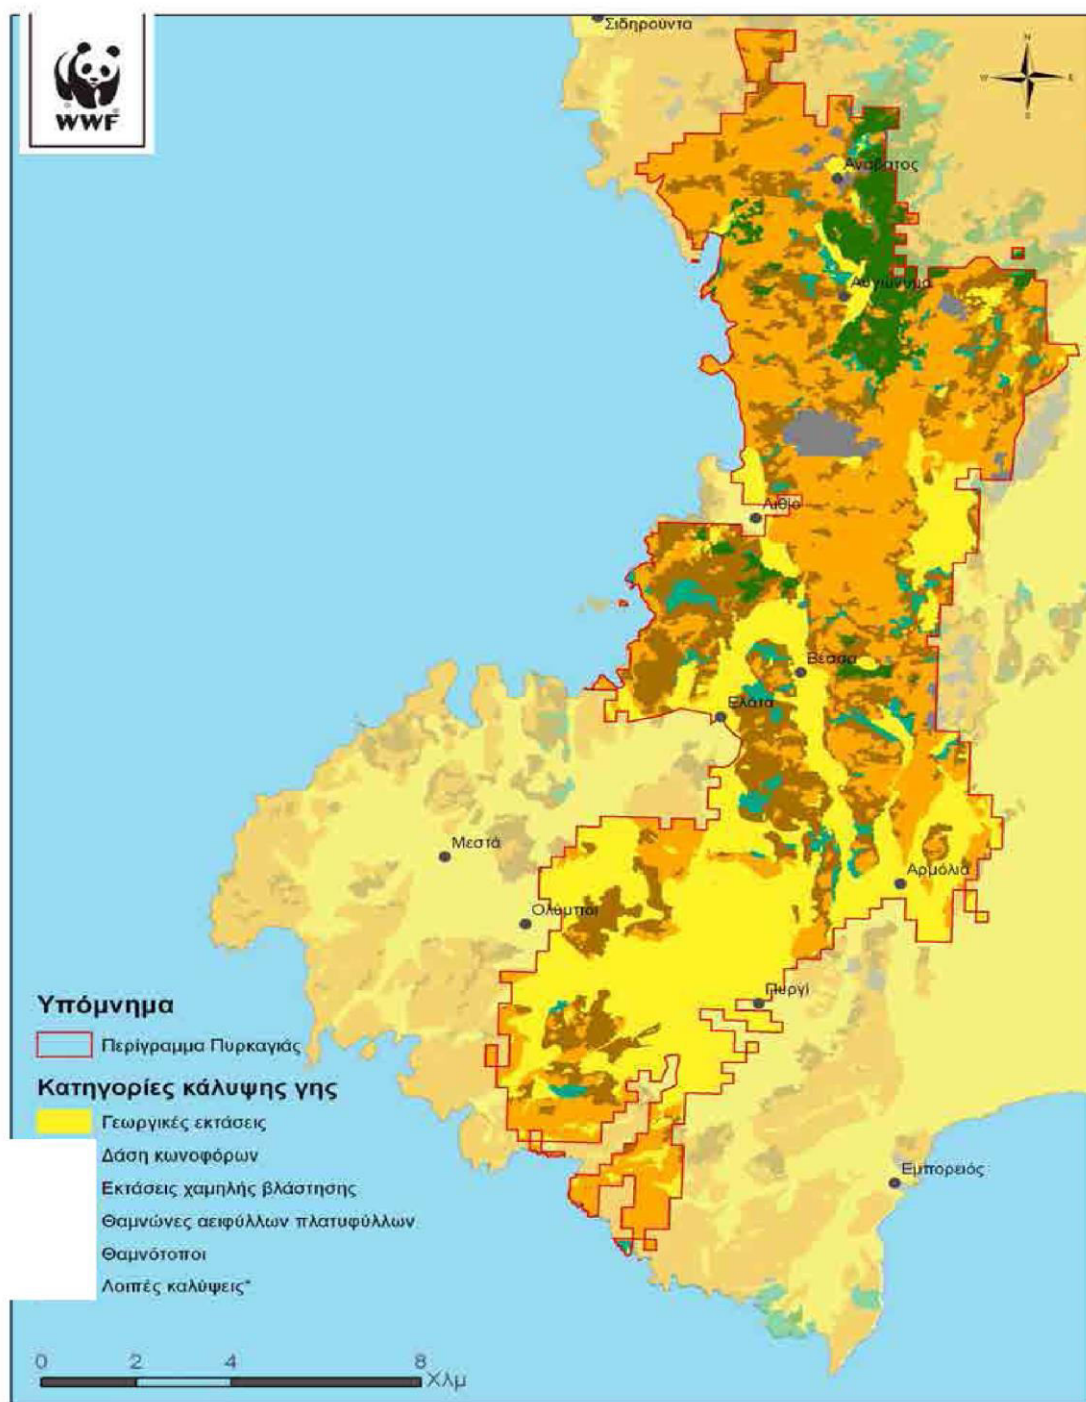 Σιδηρούντα
N
W E
S
WWF
Ανάβατος
Αυγώνυμα
Λιθίο
Βέσσα
Ελάτα
Μεστά
Αρμόλια
Ολύμποι
Πυργί
Υπόμνημα
Περίγραμμα Πυρκαγιάς
Κατηγορίες κάλυψης γης
Γεωργικές εκτάσεις
Δάση κωνοφόρων
Εκτάσεις χαμηλής βλάστησης
Θαμνώνες αειφύλλων πλατυφύλλων
Θαμνότοποι
Λοιπές καλύψεις*
Εμπορειός
0 2 4 8
Χλμ